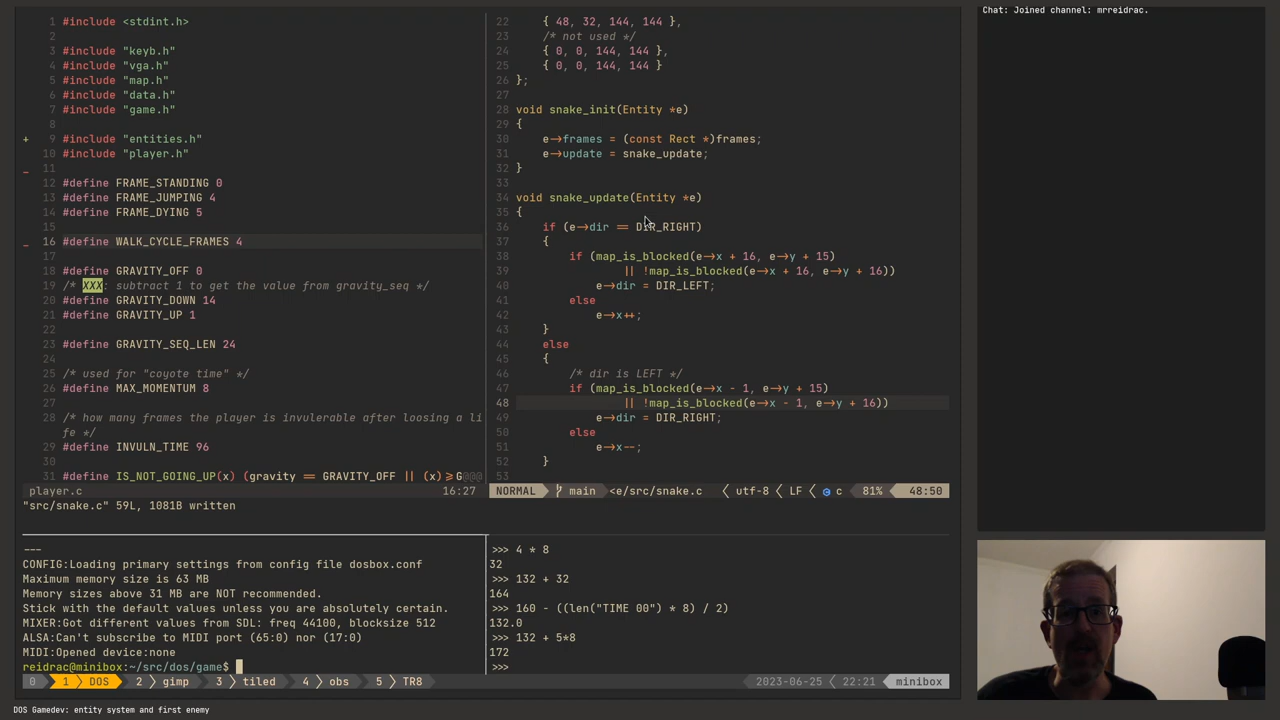 Chat: Joined channel: mrreidrac.
1 #include <stdint.h>
2
3 #include "keyb.h"
4 #include "vga.h"
5 #include "map.h"
6 #include "data.h"
7 #include "game.h"
8
+ 9 #include "entities.h"
10 #include "player.h"
_ 11
12 #define FRAME_STANDING 0
13 #define FRAME_JUMPING 4
14 #define FRAME_DYING 5
15
_ 16 #define WALK_CYCLE_FRAMES 4
17
18 #define GRAVITY_OFF 0
19 /* XXX: subtract 1 to get the value from gravity_seq */
20 #define GRAVITY_DOWN 14
21 #define GRAVITY_UP 1
22
23 #define GRAVITY_SEQ_LEN 24
24
25 /* used for "coyote time" */
26 #define MAX_MOMENTUM 8
27
28 /* how many frames the player is invulerable after loosing a li
fe */
29 #define INVULN_TIME 96
30
31 #define IS_NOT_GOING_UP(x) (gravity == GRAVITY_OFF || (x)>=G@@@
player.c 16:27
"src/snake.c" 59L, 1081B written
22 { 48, 32, 144, 144 },
23 /* not used */
24 { 0, 0, 144, 144 },
25 { 0, 0, 144, 144 }
26 };
27
28 void snake_init(Entity *e)
29 {
30 e->frames = (const Rect *)frames;
31 e->update = snake_update;
32 }
33
34 void snake_update(Entity *e)
35 {
36 if (e->dir == DIR_RIGHT)
37 {
38 if (map_is_blocked(e->x + 16, e->y + 15)
39 || !map_is_blocked(e->x + 16, e->y + 16))
40 e->dir = DIR_LEFT;
41 else
42 e->x++;
43 }
44 else
45 {
46 /* dir is LEFT */
47 if (map_is_blocked(e->x - 1, e->y + 15)
48 || !map_is_blocked(e->x - 1, e->y + 16))
49 e->dir = DIR_RIGHT;
50 else
51 e->x--;
52 }
53
NORMAL main <e/src/snake.c utf-8 LF c 81% 48:50
---
CONFIG:Loading primary settings from config file dosbox.conf
Maximum memory size is 63 MB
Memory sizes above 31 MB are NOT recommended.
Stick with the default values unless you are absolutely certain.
MIXER:Got different values from SDL: freq 44100, blocksize 512
ALSA:Can't subscribe to MIDI port (65:0) nor (17:0)
MIDI:Opened device:none
reidrac@minibox:~/src/dos/game$
>>> 4 * 8
32
>>> 132 + 32
164
>>> 160 - ((len("TIME 00") * 8) / 2)
132.0
>>> 132 + 5*8
172
>>>
0 1 DOS 2 gimp 3 tiled 4 obs 5 TR8 2023-06-25 22:21 minibox
DOS Gamedev: entity system and first enemy